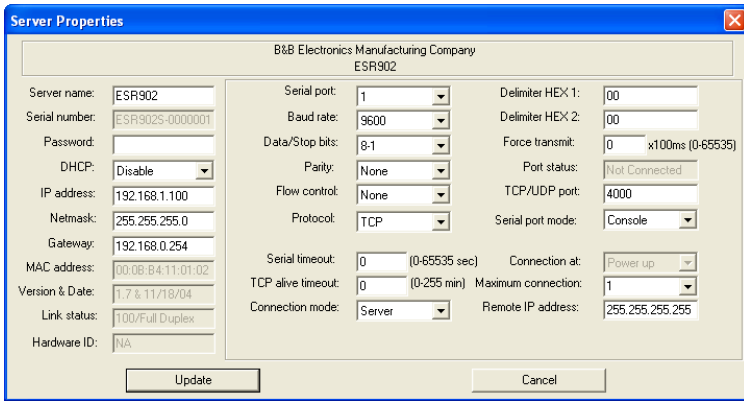 Server Properties
B&B Electronics Manufacturing Company
ESR902
Server name: ESR902
Serial number: ESR902S-0000001
Password:
DHCP: Disable
IP address: 192.168.1.100
Netmask: 255.255.255.0
Gateway: 192.168.0.254
MAC address: 00:0B:B4:11:01:02
Version & Date: 1.7 & 11/18/04
Link status: 100/Full Duplex
Hardware ID: NA
Serial port: 1
Baud rate: 9600
Data/Stop bits: 8-1
Parity: None
Flow control: None
Protocol: TCP
Serial timeout: 0 (0-65535 sec)
TCP alive timeout: 0 (0-255 min)
Connection mode: Server
Delimiter HEX 1: 00
Delimiter HEX 2: 00
Force transmit: 0 x100ms (0-65535)
Port status: Not Connected
TCP/UDP port: 4000
Serial port mode: Console
Connection at: Power up
Maximum connection: 1
Remote IP address: 255.255.255.255
Update
Cancel